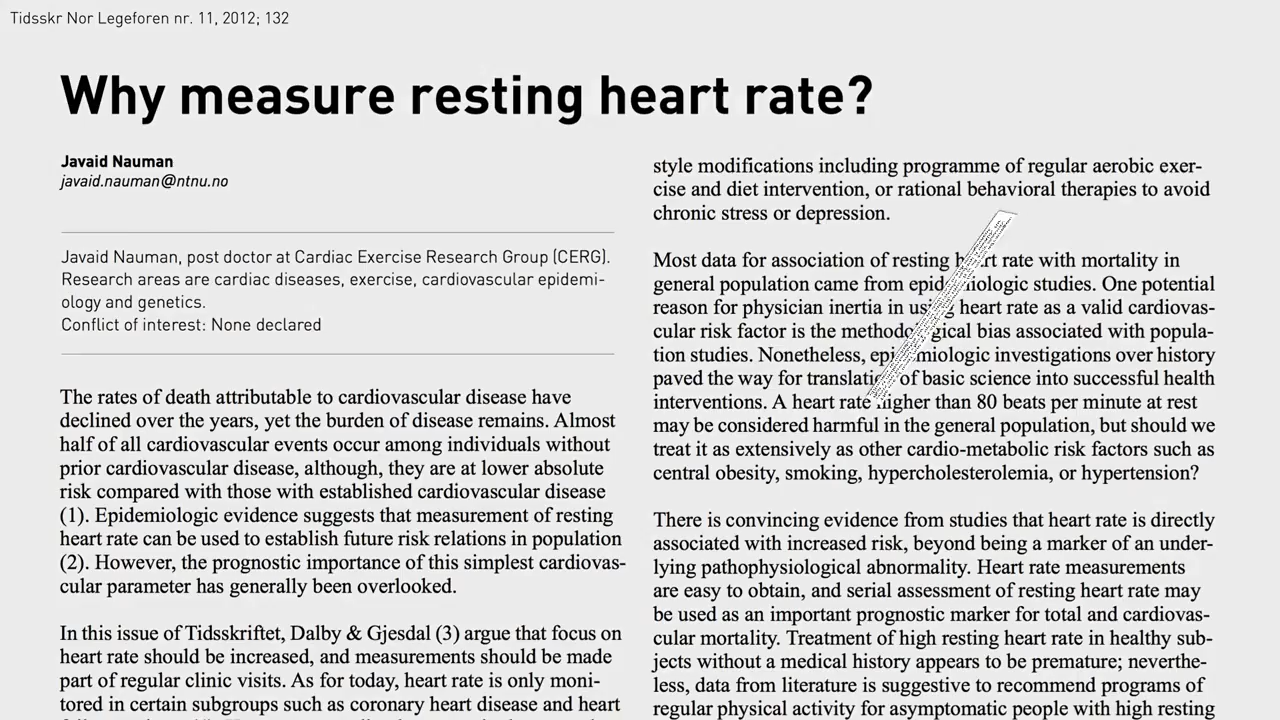 Tidsskr Nor Legeforen nr. 11, 2012; 132
Why measure resting heart rate?
Javaid Nauman
javaid.nauman@ntnu.no
Javaid Nauman, post doctor at Cardiac Exercise Research Group (CERG).
Research areas are cardiac diseases, exercise, cardiovascular epidemi-
ology and genetics.
Conflict of interest: None declared
The rates of death attributable to cardiovascular disease have
declined over the years, yet the burden of disease remains. Almost
half of all cardiovascular events occur among individuals without
prior cardiovascular disease, although, they are at lower absolute
risk compared with those with established cardiovascular disease
(1). Epidemiologic evidence suggests that measurement of resting
heart rate can be used to establish future risk relations in population
(2). However, the prognostic importance of this simplest cardiovas-
cular parameter has generally been overlooked.
In this issue of Tidsskriftet, Dalby & Gjesdal (3) argue that focus on
heart rate should be increased, and measurements should be made
part of regular clinic visits. As for today, heart rate is only moni-
tored in certain subgroups such as coronary heart disease and heart
style modifications including programme of regular aerobic exer-
cise and diet intervention, or rational behavioral therapies to avoid
chronic stress or depression.
Most data for association of resting heart rate with mortality in
general population came from epidemiologic studies. One potential
reason for physician inertia in using heart rate as a valid cardiovas-
cular risk factor is the methodological bias associated with popula-
tion studies. Nonetheless, epidemiologic investigations over history
paved the way for translation of basic science into successful health
interventions. A heart rate higher than 80 beats per minute at rest
may be considered harmful in the general population, but should we
treat it as extensively as other cardio-metabolic risk factors such as
central obesity, smoking, hypercholesterolemia, or hypertension?
There is convincing evidence from studies that heart rate is directly
associated with increased risk, beyond being a marker of an under-
lying pathophysiological abnormality. Heart rate measurements
are easy to obtain, and serial assessment of resting heart rate may
be used as an important prognostic marker for total and cardiovas-
cular mortality. Treatment of high resting heart rate in healthy sub-
jects without a medical history appears to be premature; neverthe-
less, data from literature is suggestive to recommend programs of
regular physical activity for asymptomatic people with high resting